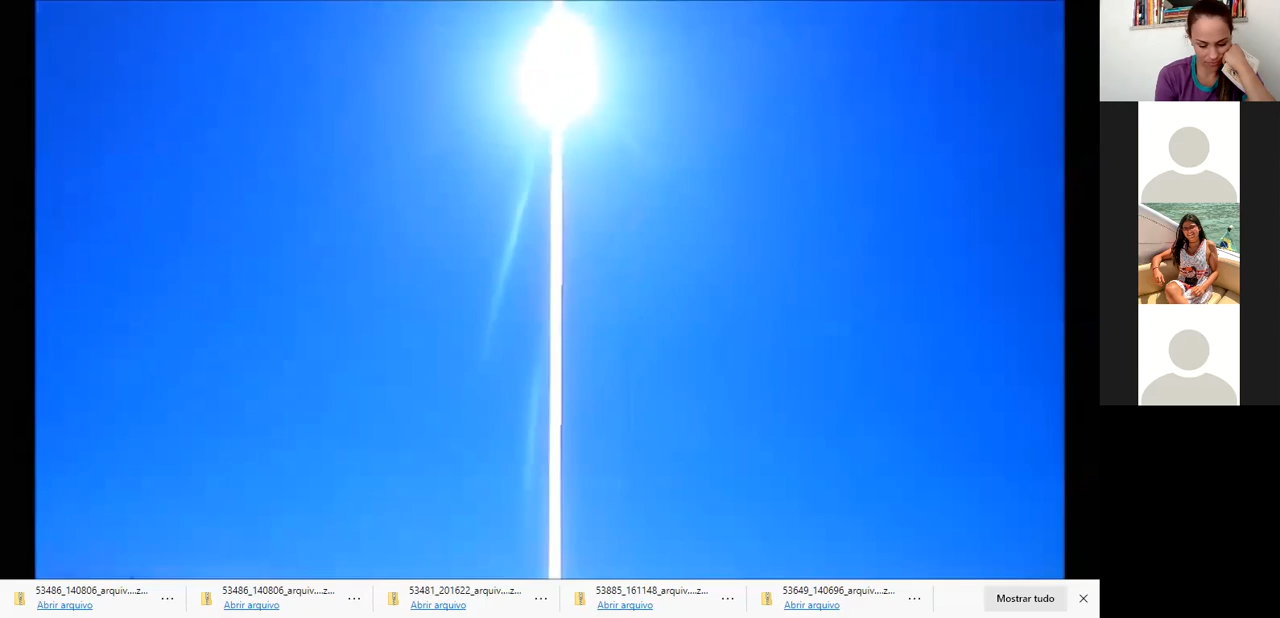 53486_140806_arquiv....z...
Abrir arquivo
53486_140806_arquiv....z...
Abrir arquivo
53481_201622_arquiv....z...
Abrir arquivo
53885_161148_arquiv....z...
Abrir arquivo
53649_140696_arquiv....z...
Abrir arquivo
Mostrar tudo